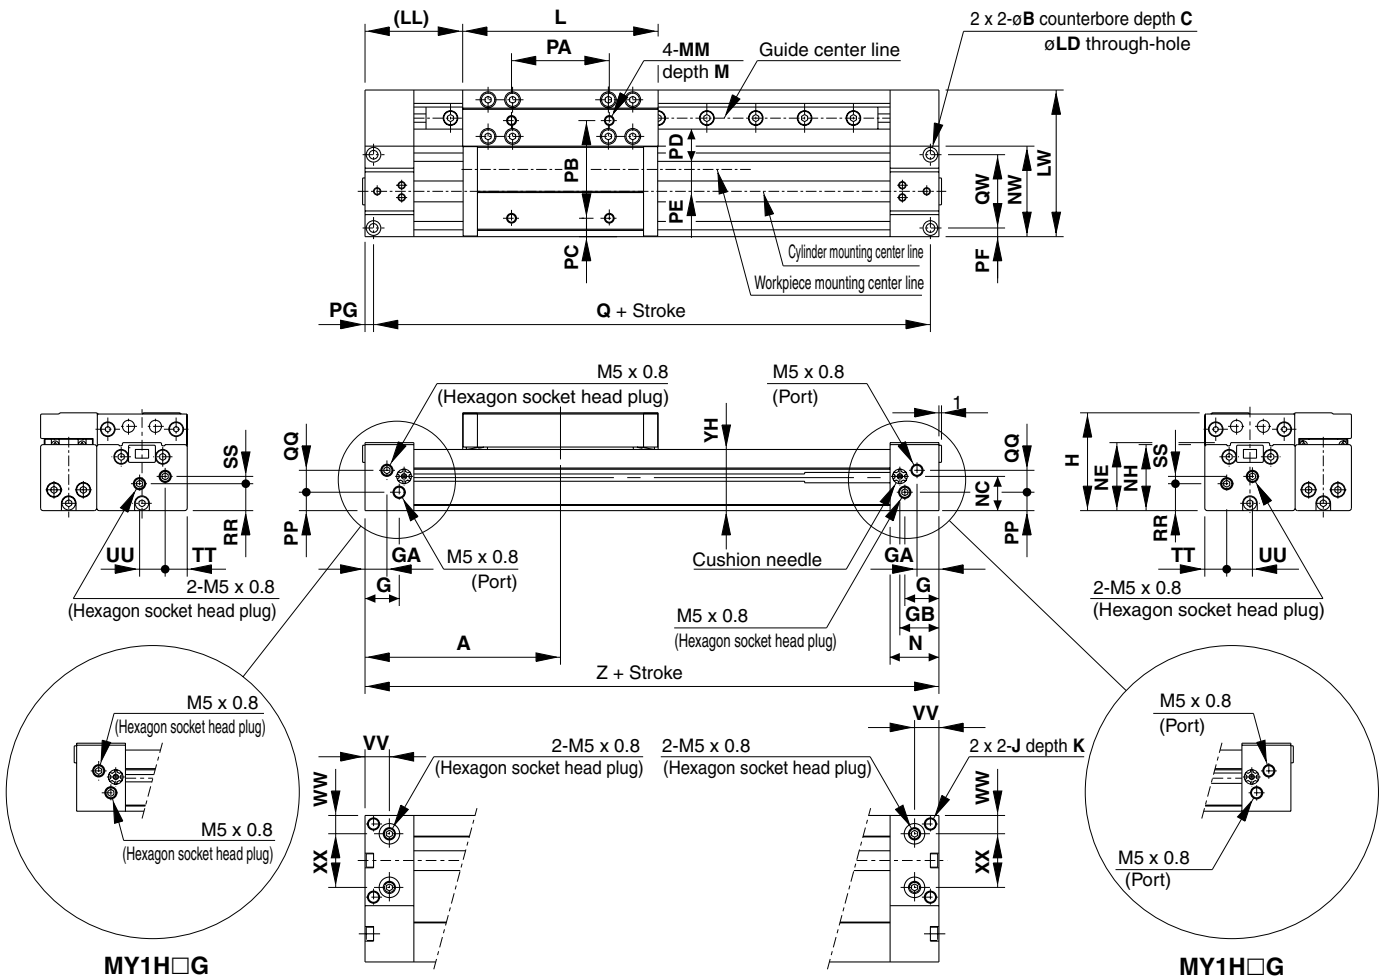 (LL)
L
PA
4-MM
depth M
Guide center line
2 x 2-øB counterbore depth C
øLD through-hole
PB
PC
PD
PE
QW
NW
LW
PF
Cylinder mounting center line
Workpiece mounting center line
PG
Q + Stroke
M5 x 0.8
(Hexagon socket head plug)
M5 x 0.8
(Port)
1
SS
RR
UU
TT
2-M5 x 0.8
(Hexagon socket head plug)
QQ
PP
GA
G
M5 x 0.8
(Port)
YH
NC
QQ
PP
Cushion needle
GA
G
GB
N
M5 x 0.8
(Hexagon socket head plug)
A
Z + Stroke
H
NE
NH
SS
RR
TT
UU
2-M5 x 0.8
(Hexagon socket head plug)
M5 x 0.8
(Hexagon socket head plug)
M5 x 0.8
(Hexagon socket head plug)
MY1H□G
VV
WW
XX
2-M5 x 0.8
(Hexagon socket head plug)
2-M5 x 0.8
(Hexagon socket head plug)
VV
2 x 2-J depth K
WW
XX
M5 x 0.8
(Port)
M5 x 0.8
(Port)
MY1H□G